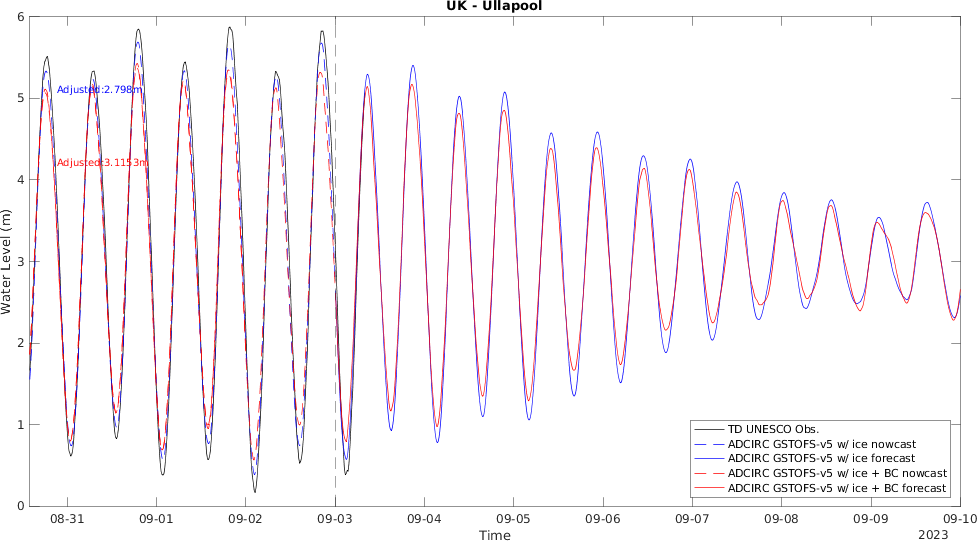 UK - Ullapool
6
5
4
3
2
1
0
Water Level (m)
Adjusted:2.798m
Adjusted:3.1153m
TD UNESCO Obs.
ADCIRC GSTOFS-v5 w/ ice nowcast
ADCIRC GSTOFS-v5 w/ ice forecast
ADCIRC GSTOFS-v5 w/ ice + BC nowcast
ADCIRC GSTOFS-v5 w/ ice + BC forecast
08-31 09-01 09-02 09-03 09-04 09-05 09-06 09-07 09-08 09-09 09-10
Time
2023